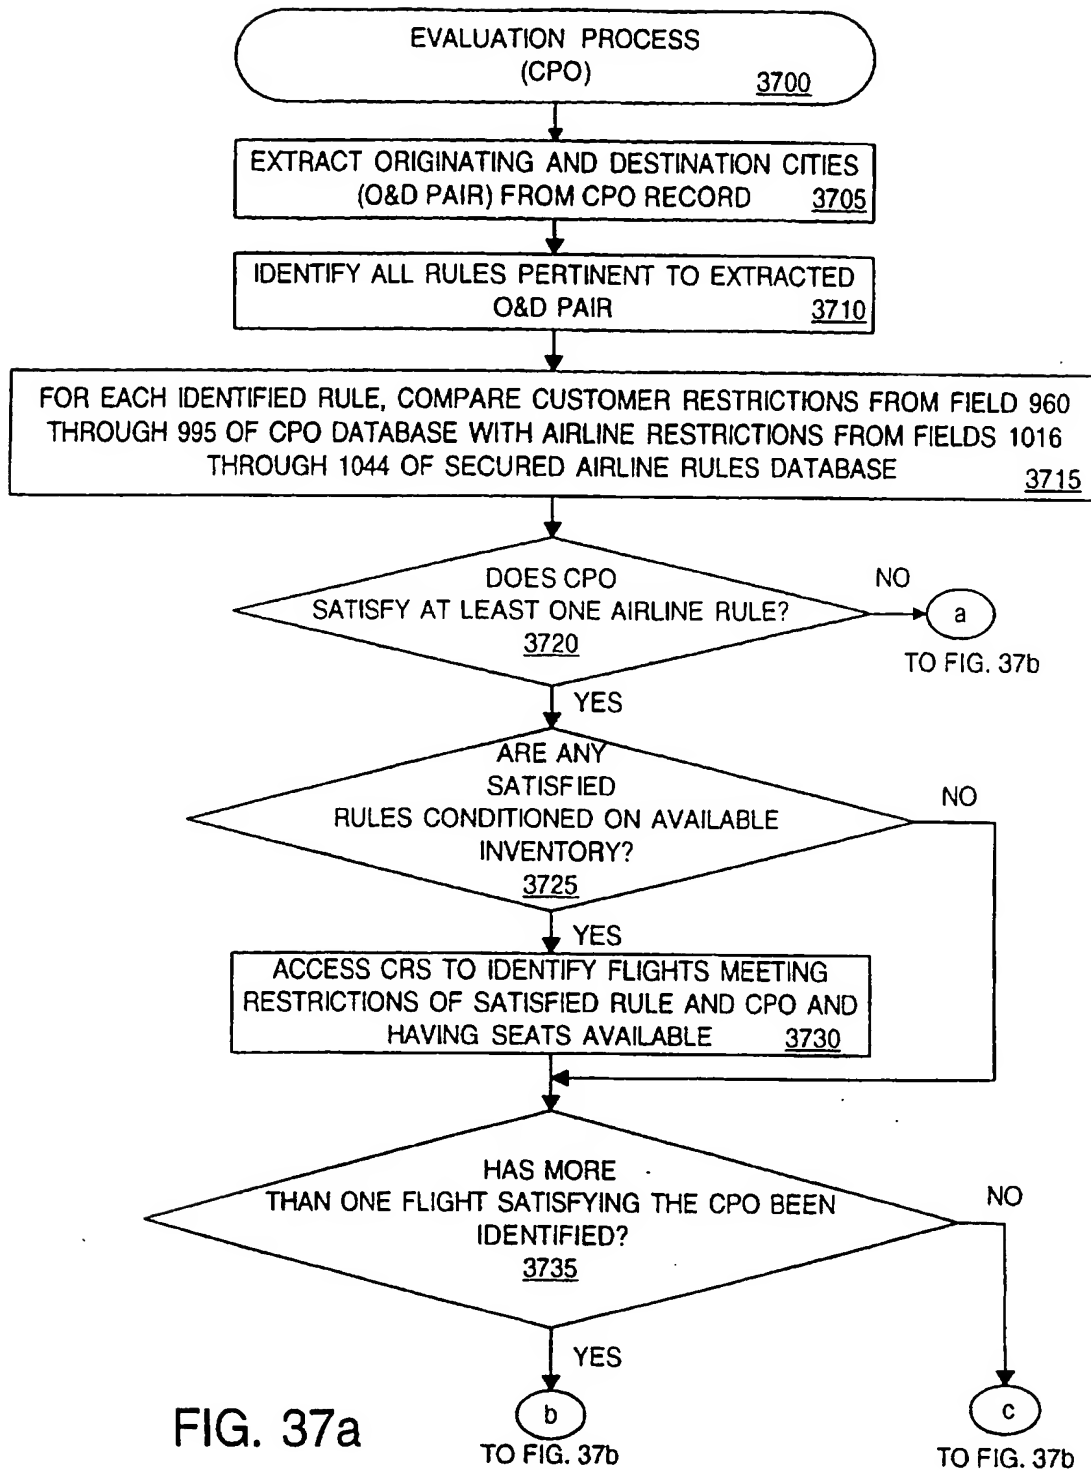 EVALUATION PROCESS
(CPO)
3700
EXTRACT ORIGINATING AND DESTINATION CITIES
(O&D PAIR) FROM CPO RECORD 3705
IDENTIFY ALL RULES PERTINENT TO EXTRACTED
O&D PAIR 3710
FOR EACH IDENTIFIED RULE, COMPARE CUSTOMER RESTRICTIONS FROM FIELD 960
THROUGH 995 OF CPO DATABASE WITH AIRLINE RESTRICTIONS FROM FIELDS 1016
THROUGH 1044 OF SECURED AIRLINE RULES DATABASE 3715
DOES CPO
SATISFY AT LEAST ONE AIRLINE RULE?
3720
NO
a
TO FIG. 37b
YES
ARE ANY
SATISFIED
RULES CONDITIONED ON AVAILABLE
INVENTORY?
3725
NO
YES
ACCESS CRS TO IDENTIFY FLIGHTS MEETING
RESTRICTIONS OF SATISFIED RULE AND CPO AND
HAVING SEATS AVAILABLE 3730
HAS MORE
THAN ONE FLIGHT SATISFYING THE CPO BEEN
IDENTIFIED?
3735
NO
YES
b
TO FIG. 37b
c
TO FIG. 37b
FIG. 37a